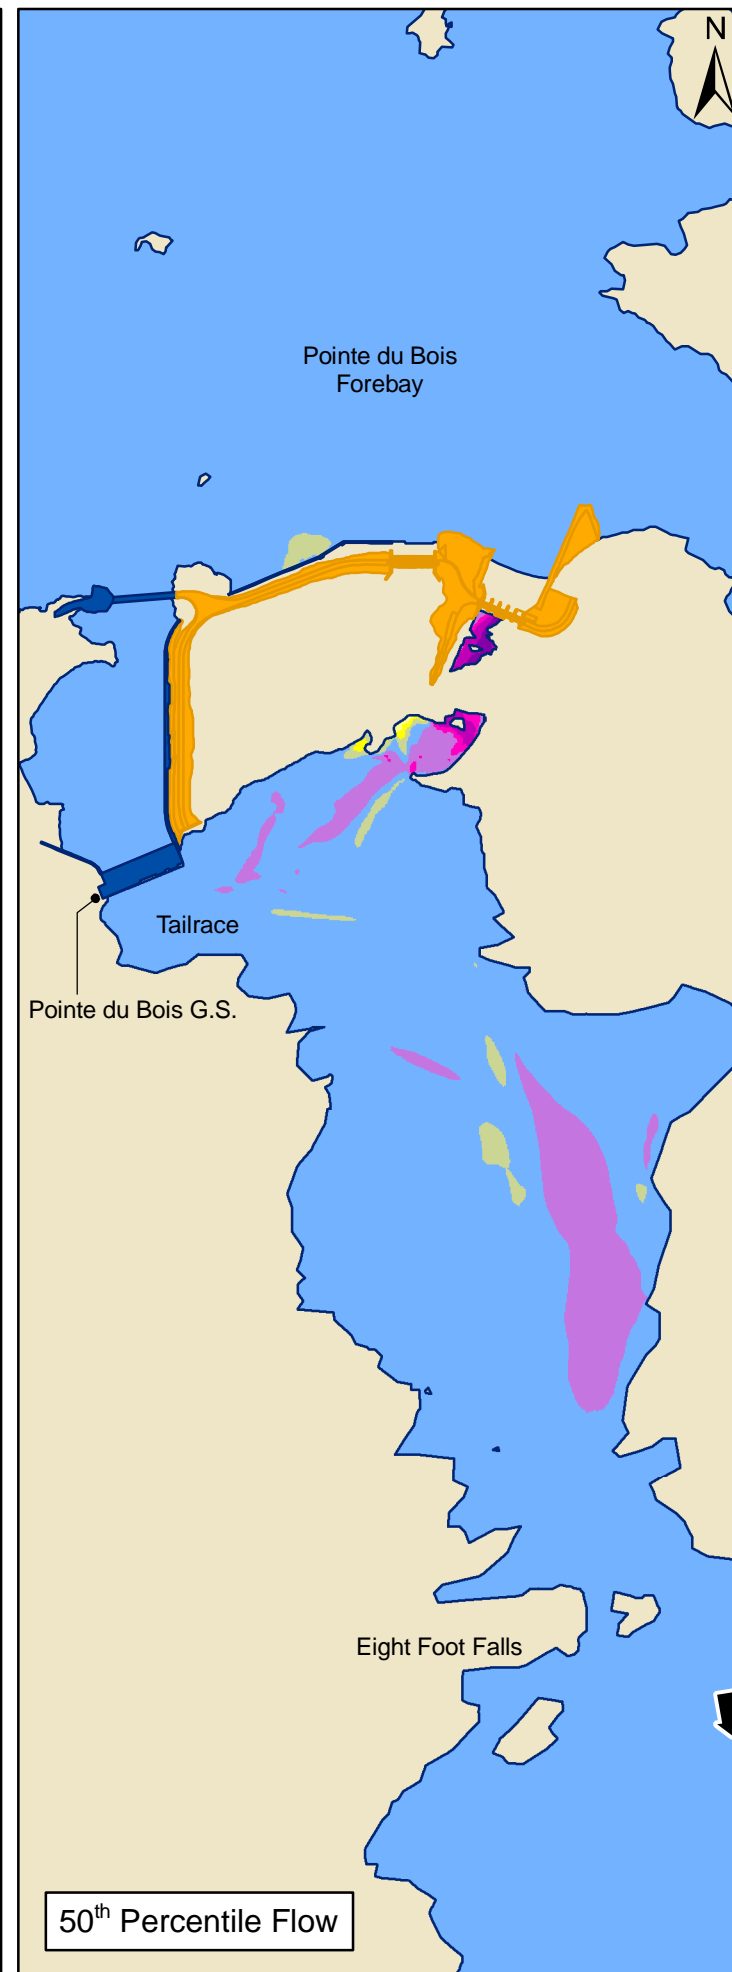 N
Pointe du Bois
Forebay
Tailrace
Pointe du Bois G.S.
Eight Foot Falls
50th Percentile Flow